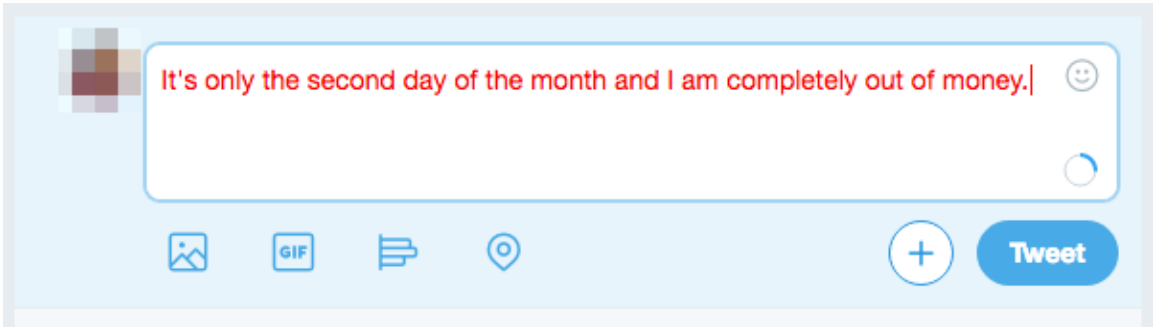 It's only the second day of the month and I am completely out of money.
GIF
Tweet